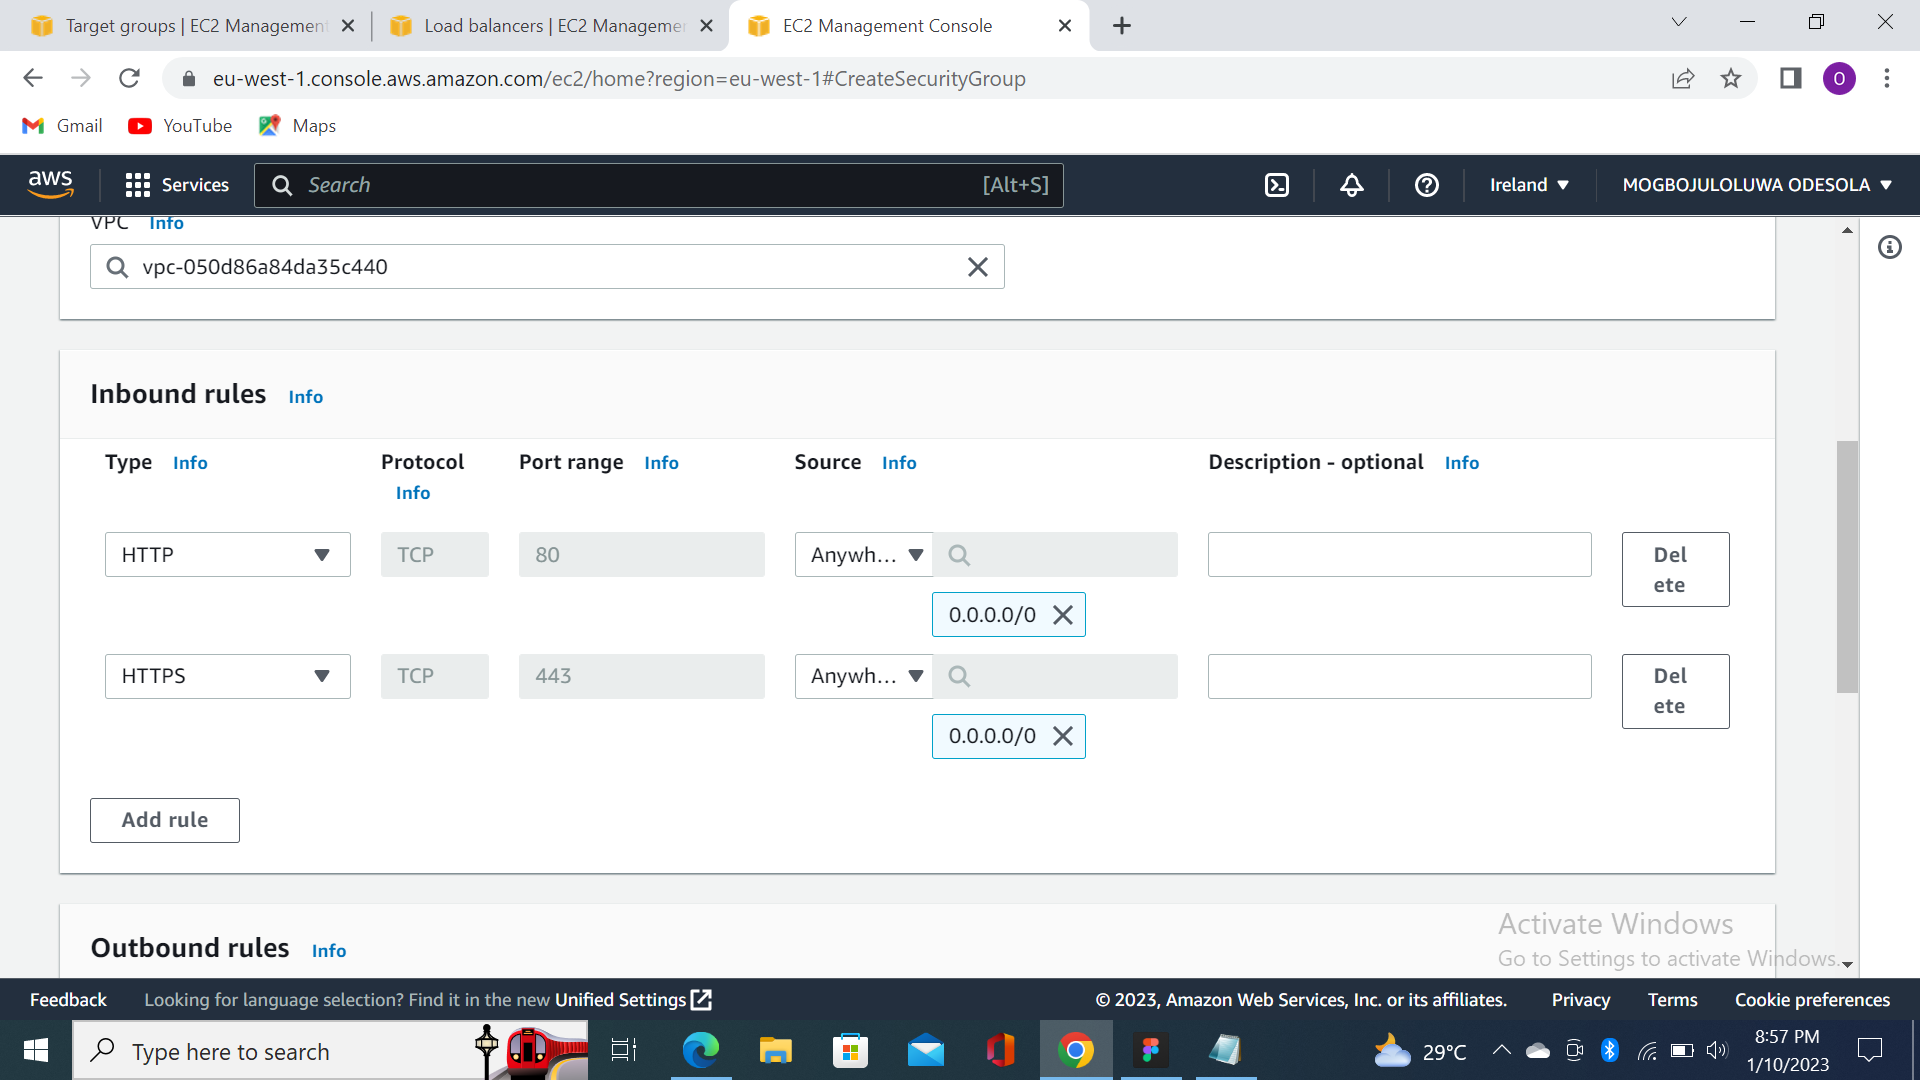 Target groups | EC2 Management
Load balancers | EC2 Manageme
EC2 Management Console
eu-west-1.console.aws.amazon.com/ec2/home?region=eu-west-1#CreateSecurityGroup
O
Gmail
YouTube
Maps
aws
Services
Search
[Alt+S]
Ireland
MOGBOJULOLUWA ODESOLA
VPC Info
vpc-050d86a84da35c440
Inbound rules Info
Type Info
Protocol
Info
Port range Info
Source Info
Description - optional Info
HTTP
TCP
80
Anywh...
Del
ete
0.0.0.0/0
HTTPS
TCP
443
Anywh...
Del
ete
0.0.0.0/0
Add rule
Outbound rules Info
Activate Windows
Go to Settings to activate Windows.
Feedback
Looking for language selection? Find it in the new Unified Settings
© 2023, Amazon Web Services, Inc. or its affiliates.
Privacy
Terms
Cookie preferences
Type here to search
29°C
8:57 PM
1/10/2023